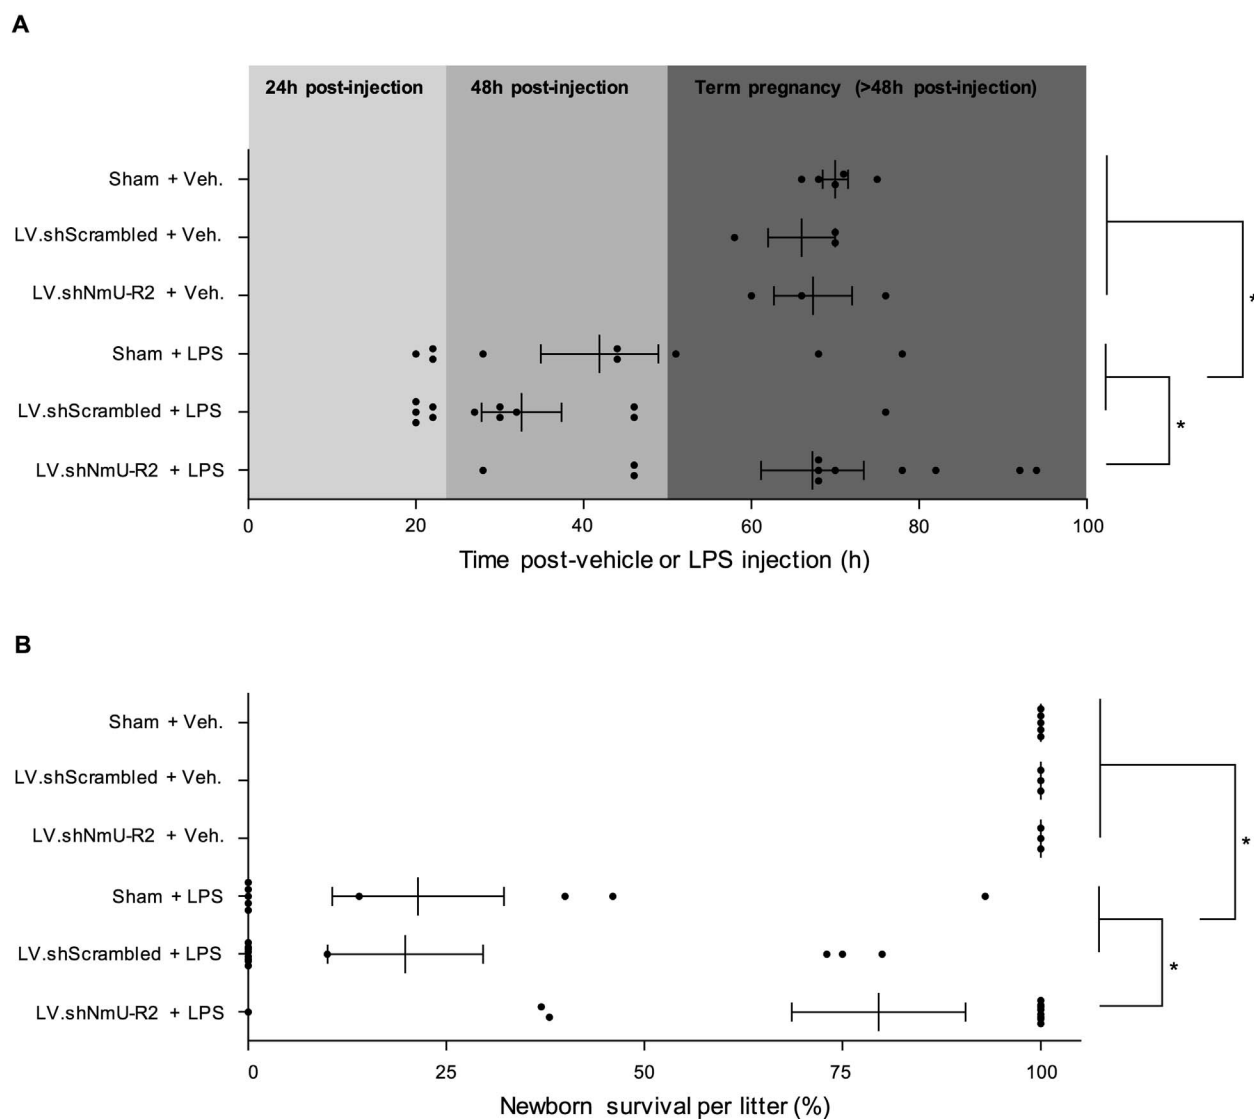 A
24h post-injection 48h post-injection Term pregnancy (>48h post-injection)
Sham + Veh.
LV.shScrambled + Veh.
LV.shNmU-R2 + Veh.
*
Sham + LPS
LV.shScrambled + LPS
*
LV.shNmU-R2 + LPS
0 20 40 60 80 100
Time post-vehicle or LPS injection (h)
B
Sham + Veh.
LV.shScrambled + Veh.
LV.shNmU-R2 + Veh.
*
Sham + LPS
LV.shScrambled + LPS
*
LV.shNmU-R2 + LPS
0 25 50 75 100
Newborn survival per litter (%)